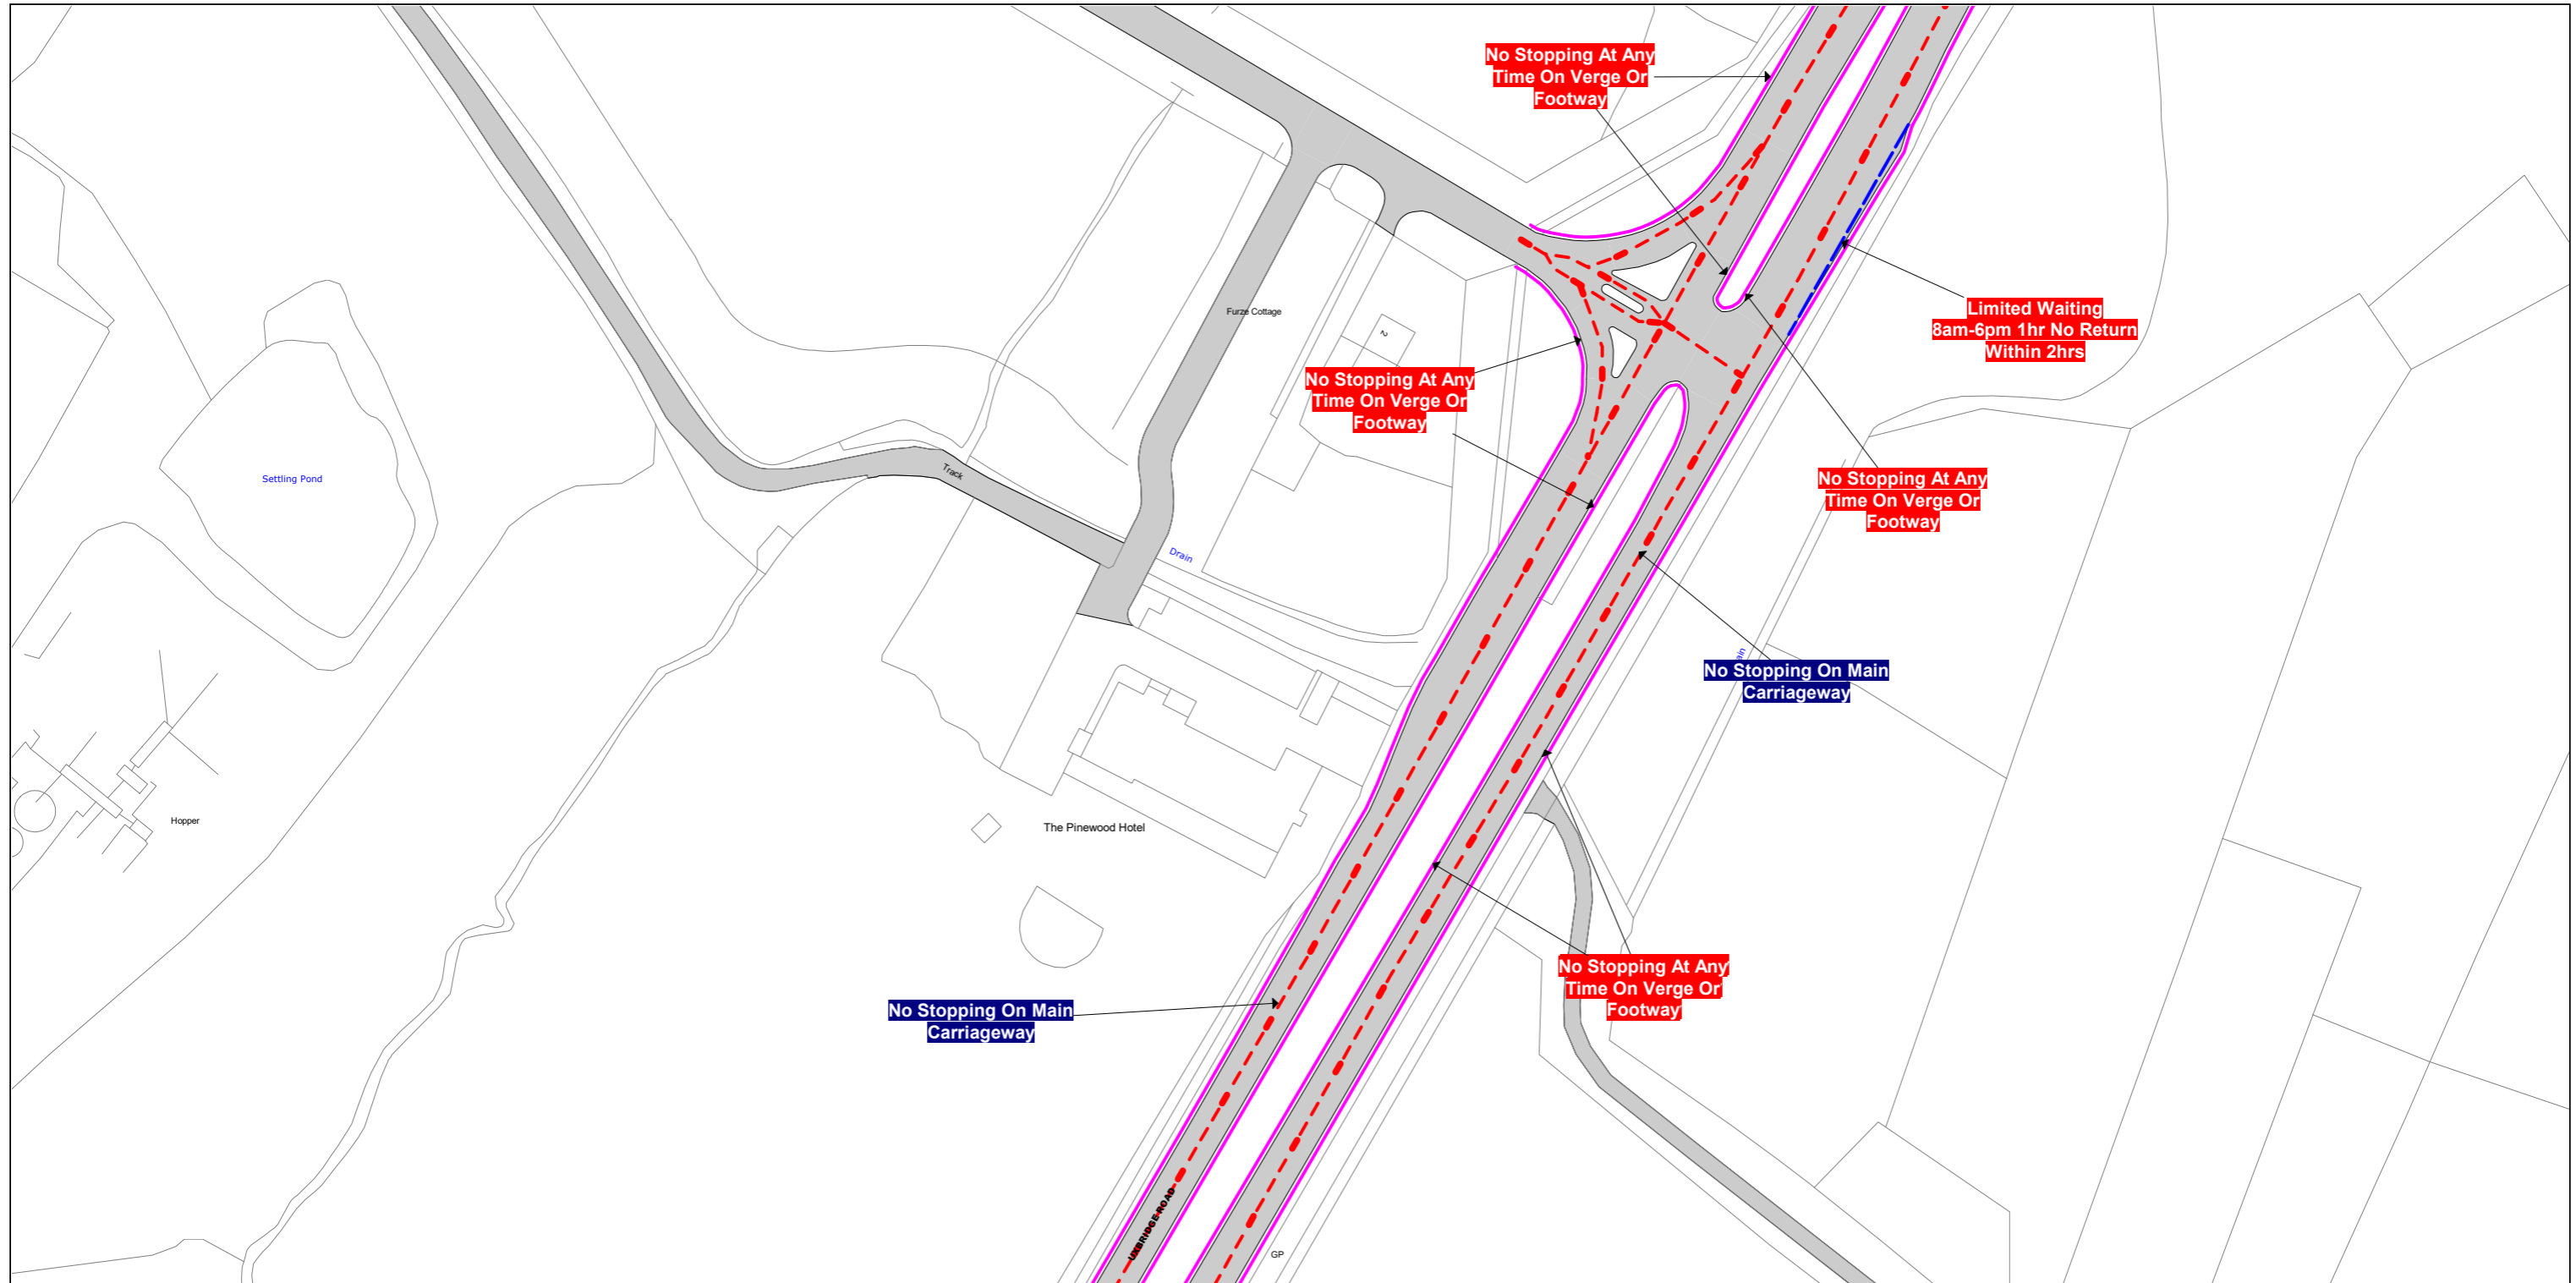 No Stopping At Any
Time On Verge Or
Footway
Limited Waiting
8am-6pm 1hr No Return
Within 2hrs
Furze Cottage
2
No Stopping At Any
Time On Verge Or
Footway
Settling Pond
Track
No Stopping At Any
Time On Verge Or
Footway
Drain
No Stopping On Main
Carriageway
Hopper
The Pinewood Hotel
No Stopping At Any
Time On Verge Or
Footway
No Stopping On Main
Carriageway
UXBRIDGE ROAD
GP